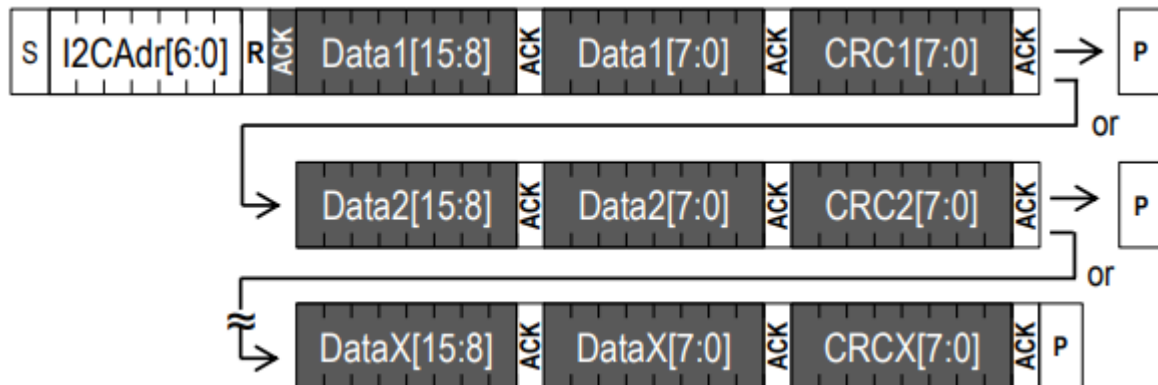 S I2CAdr[6:0] R ACK Data1[15:8] ACK Data1[7:0] ACK CRC1[7:0] ACK P
or
Data2[15:8] ACK Data2[7:0] ACK CRC2[7:0] ACK P
or
DataX[15:8] ACK DataX[7:0] ACK CRCX[7:0] ACK P